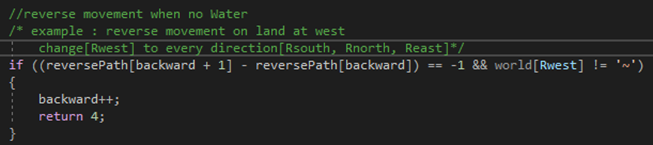 //reverse movement when no Water
/* example : reverse movement on land at west
change[Rwest] to every direction[Rsouth, Rnorth, Reast]*/
if ((reversePath[backward + 1] - reversePath[backward]) == -1 && world[Rwest] != '~')
{
backward++;
return 4;
}